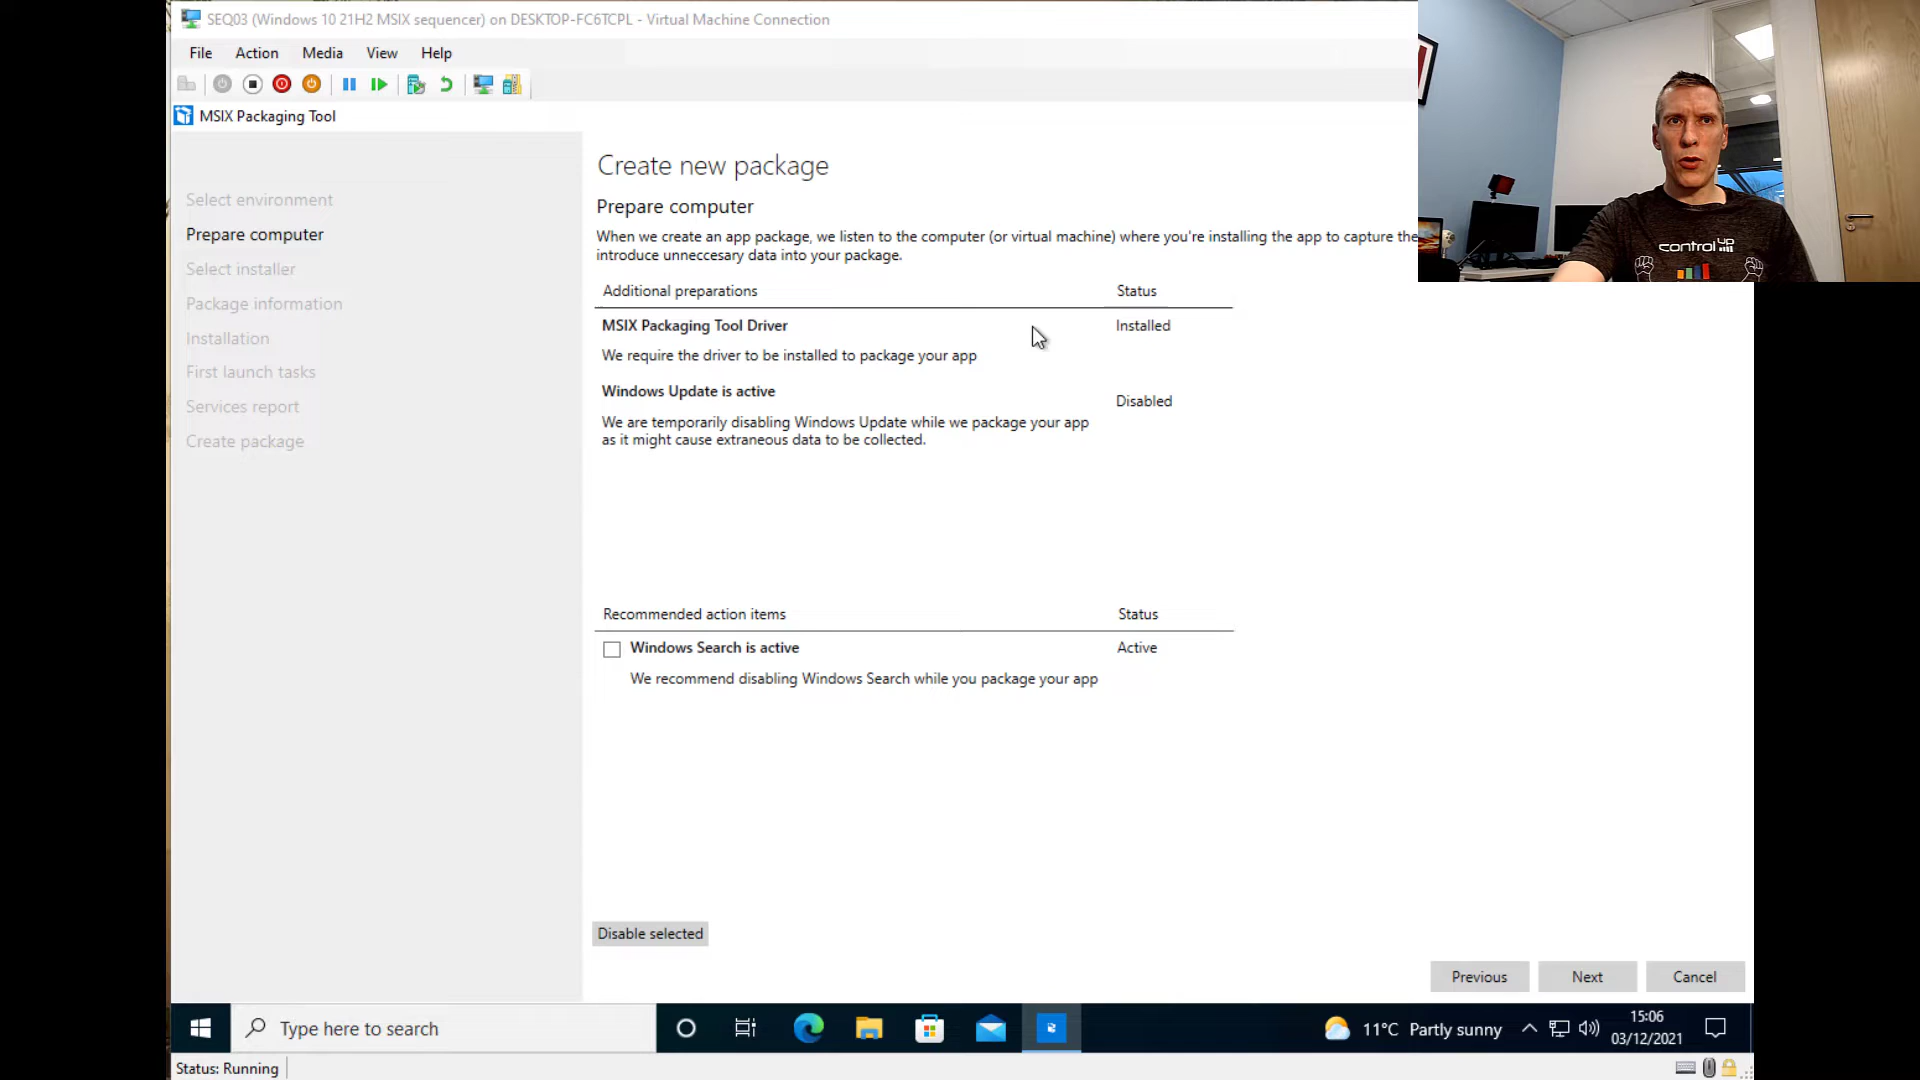 SEQ03 (Windows 10 21H2 MSIX sequencer) on DESKTOP-FC6TCPL - Virtual Machine Connection
File Action Media View Help
MSIX Packaging Tool
Select environment
Prepare computer
Select installer
Package information
Installation
First launch tasks
Services report
Create package
Create new package
Prepare computer
When we create an app package, we listen to the computer (or virtual machine) where you're installing the app to capture the
introduce unneccesary data into your package.
Additional preparations Status
MSIX Packaging Tool Driver Installed
We require the driver to be installed to package your app
Windows Update is active Disabled
We are temporarily disabling Windows Update while we package your app
as it might cause extraneous data to be collected.
Recommended action items Status
Windows Search is active Active
We recommend disabling Windows Search while you package your app
Disable selected
Previous Next Cancel
control up
Type here to search
11°C Partly sunny
15:06
03/12/2021
Status: Running